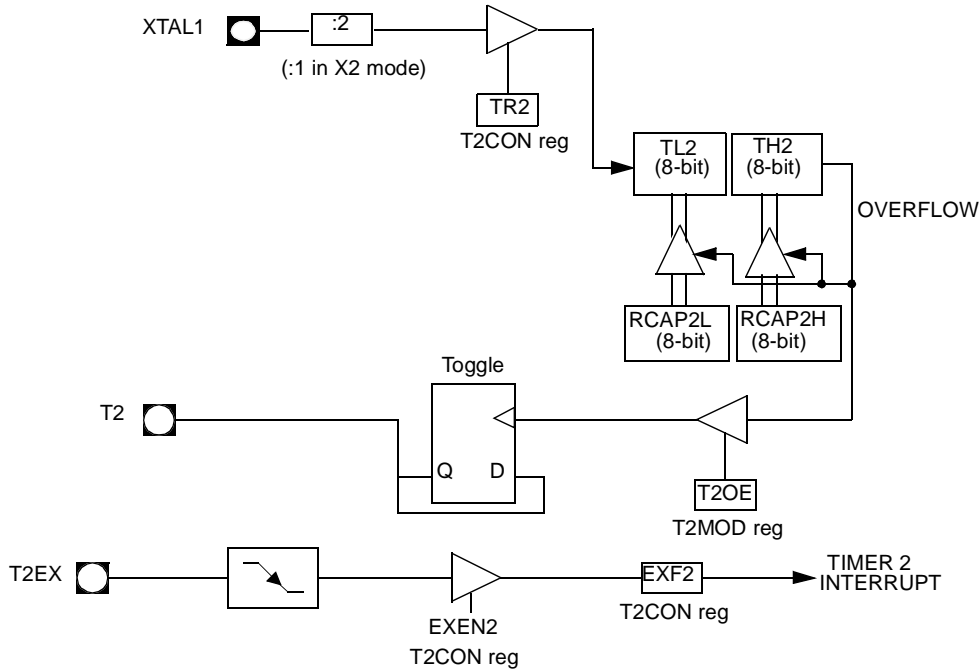 XTAL1
:2
(:1 in X2 mode)
TR2
T2CON reg
TL2
(8-bit)
TH2
(8-bit)
OVERFLOW
RCAP2L
(8-bit)
RCAP2H
(8-bit)
Toggle
T2
Q
D
T2OE
T2MOD reg
T2EX
EXEN2
T2CON reg
EXF2
T2CON reg
TIMER 2
INTERRUPT